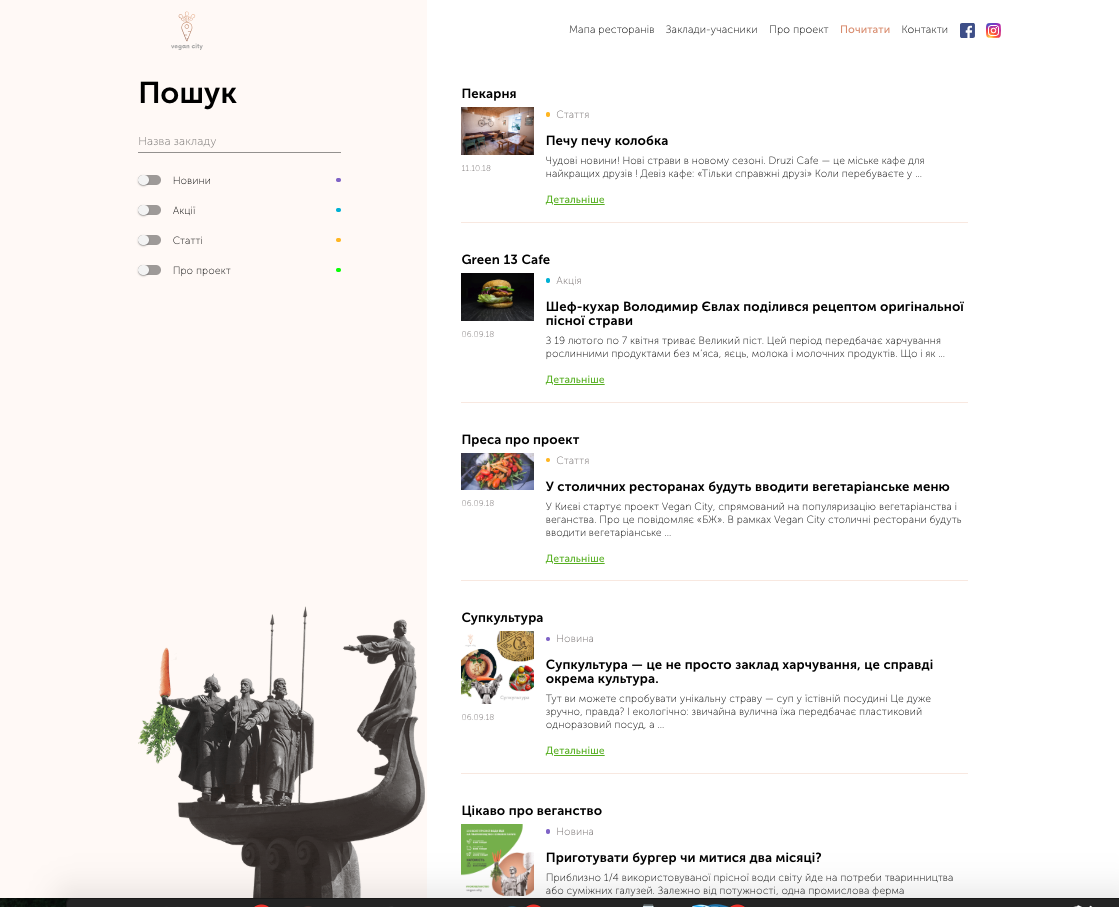 vegan city
Мапа ресторанів Заклади-учасники Про проект Почитати Контакти
Пошук
Назва закладу
Новини
Акції
Статті
Про проект
Пекарня
Стаття
Печу печу колобка
11.10.18
Чудові новини! Нові страви в новому сезоні. Druzi Cafe — це міське кафе для
найкращих друзів ! Девіз кафе: «Тільки справжні друзі» Коли перебуваєте у ...
Детальніше
Green 13 Cafe
Акція
Шеф-кухар Володимир Євлах поділився рецептом оригінальної
пісної страви
06.09.18
З 19 лютого по 7 квітня триває Великий піст. Цей період передбачає харчування
рослинними продуктами без м'яса, яєць, молока і молочних продуктів. Що і як ...
Детальніше
Преса про проект
Стаття
У столичних ресторанах будуть вводити вегетаріанське меню
06.09.18
У Києві стартує проект Vegan City, спрямований на популяризацію вегетаріанства і
веганства. Про це повідомляє «БЖ». В рамках Vegan City столичні ресторани будуть
вводити вегетаріанське ...
Детальніше
Супкультура
Новина
Супкультура — це не просто заклад харчування, це справді
окрема культура.
06.09.18
Тут ви можете спробувати унікальну страву — суп у їстівній посудині Це дуже
зручно, правда? І екологічно: звичайна вулична їжа передбачає пластиковий
одноразовий посуд, а ...
Детальніше
Цікаво про веганство
Новина
Приготувати бургер чи митися два місяці?
Приблизно 1/4 використовуваної прісної води світу йде на потреби тваринництва
або суміжних галузей. Залежно від потужності, одна промислова ферма